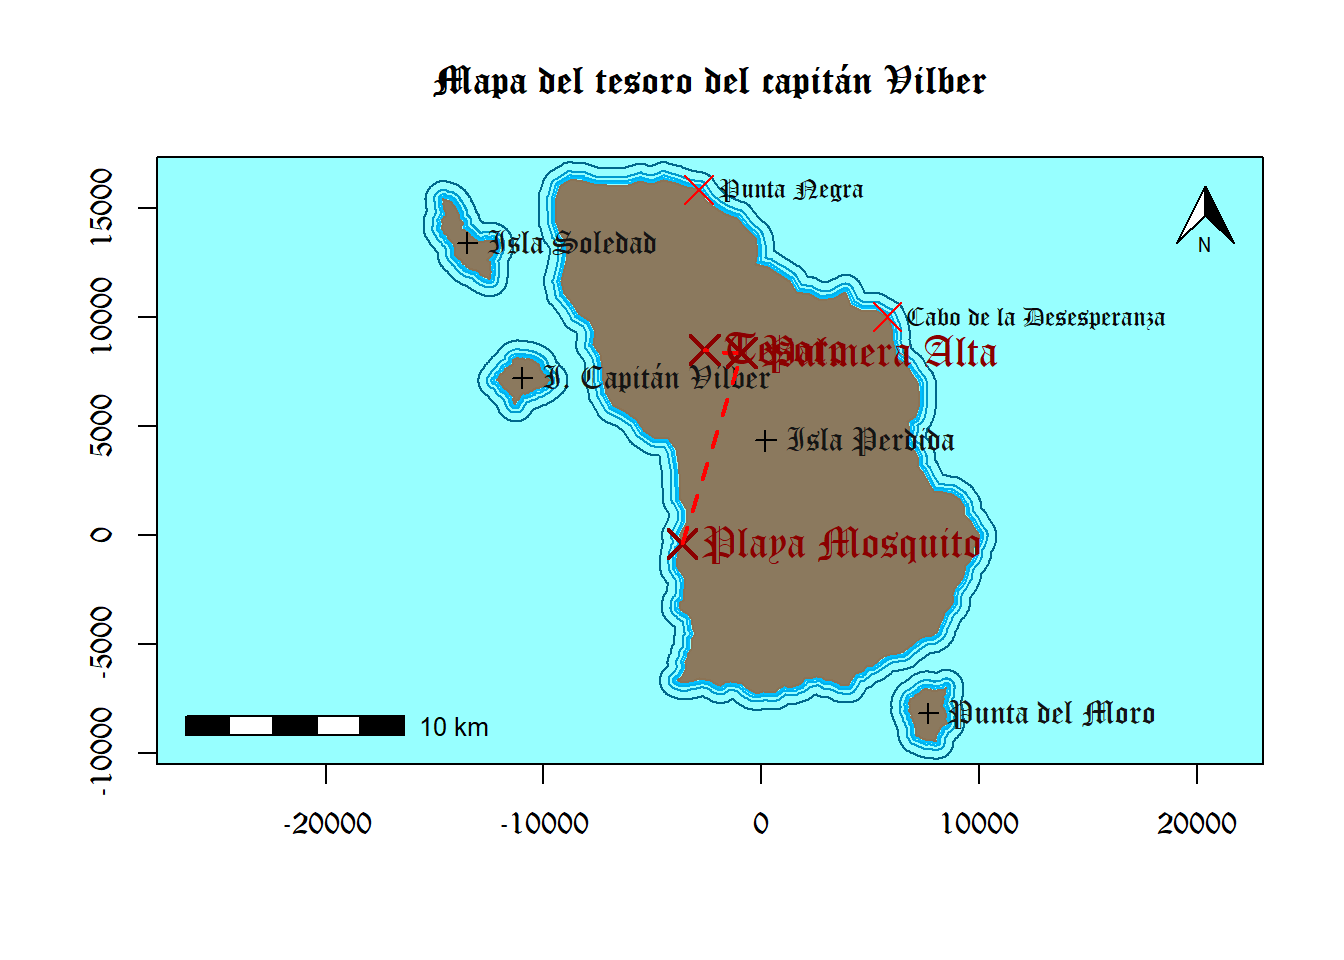 Mapa del tesoro del capitán Vilber
Punta Negra
Isla Soledad
N
Cabo de la Desesperanza
Tesoro
Palmera Alta
I. Capitán Vilber
Isla Perdida
Playa Mosquito
Punta del Moro
10 km
15000
10000
5000
0
-5000
-10000
-20000
-10000
0
10000
20000